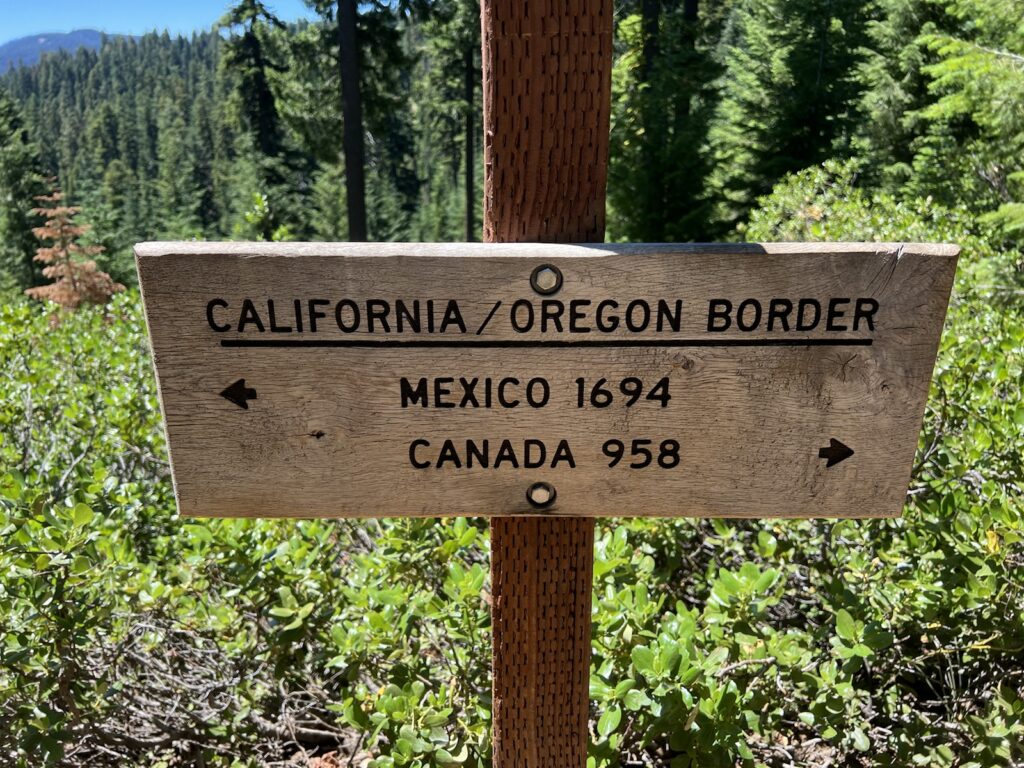 CALIFORNIA/OREGON BORDER
MEXICO 1694
CANADA 958